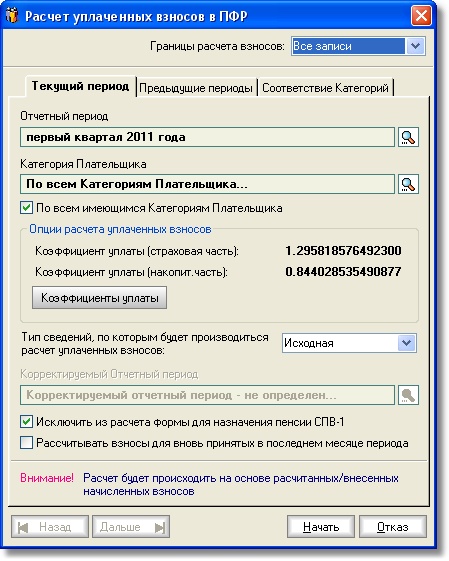 Расчет уплаченных взносов в ПФР
Границы расчета взносов: Все записи
Текущий период Предыдущие периоды Соответствие Категорий
Отчетный период
первый квартал 2011 года
Категория Плательщика
По всем Категориям Плательщика...
По всем имеющимся Категориям Плательщика
Опции расчета уплаченных взносов
Коэффициент уплаты (страховая часть): 1.295818576492300
Коэффициент уплаты (накопит.часть): 0.844028535490877
Коэффициенты уплаты
Тип сведений, по которым будет производиться
расчет уплаченных взносов: Исходная
Корректируемый Отчетный период
Корректируемый отчетный период - не определен...
Исключить из расчета формы для назначения пенсии СПВ-1
Рассчитывать взносы для вновь принятых в последнем месяце периода
Внимание! Расчет будет происходить на основе расчитанных/внесенных
начисленных взносов
Назад Дальше Начать Отказ